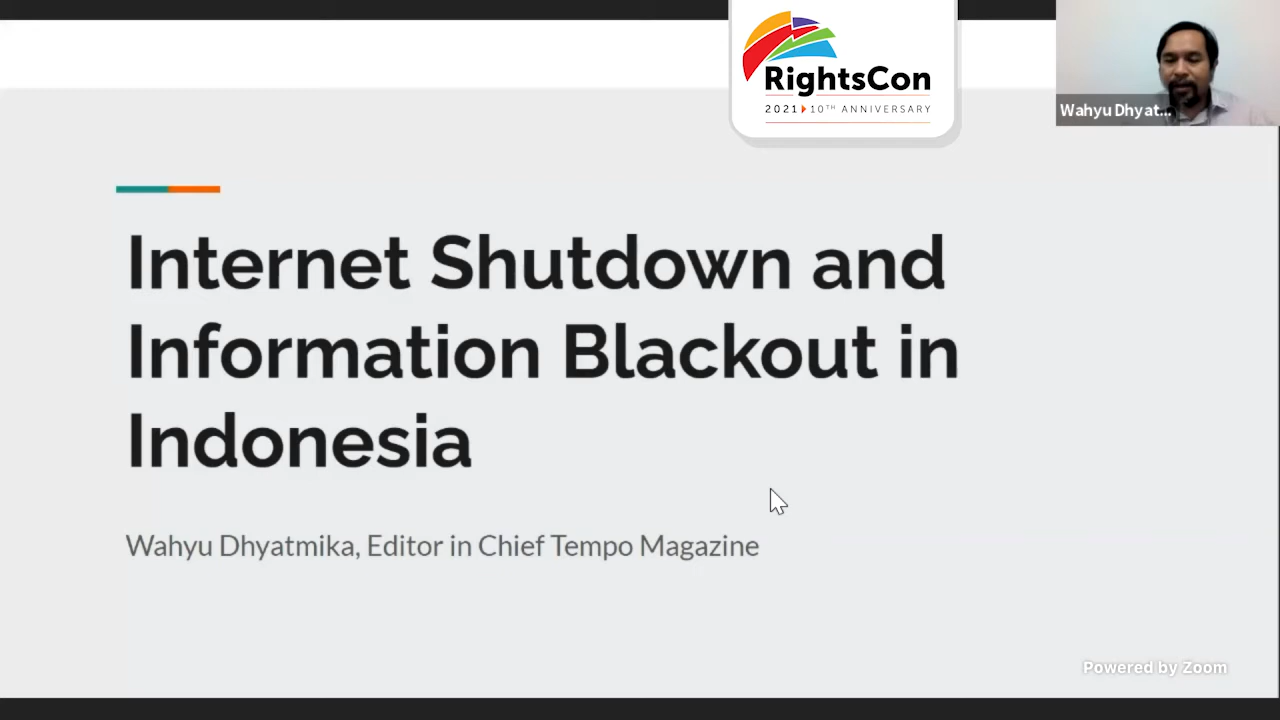 RightsCon
2021 10TH ANNIVERSARY
Wahyu Dhyat...
Internet Shutdown and
Information Blackout in
Indonesia
Wahyu Dhyatmika, Editor in Chief Tempo Magazine
Powered by Zoom